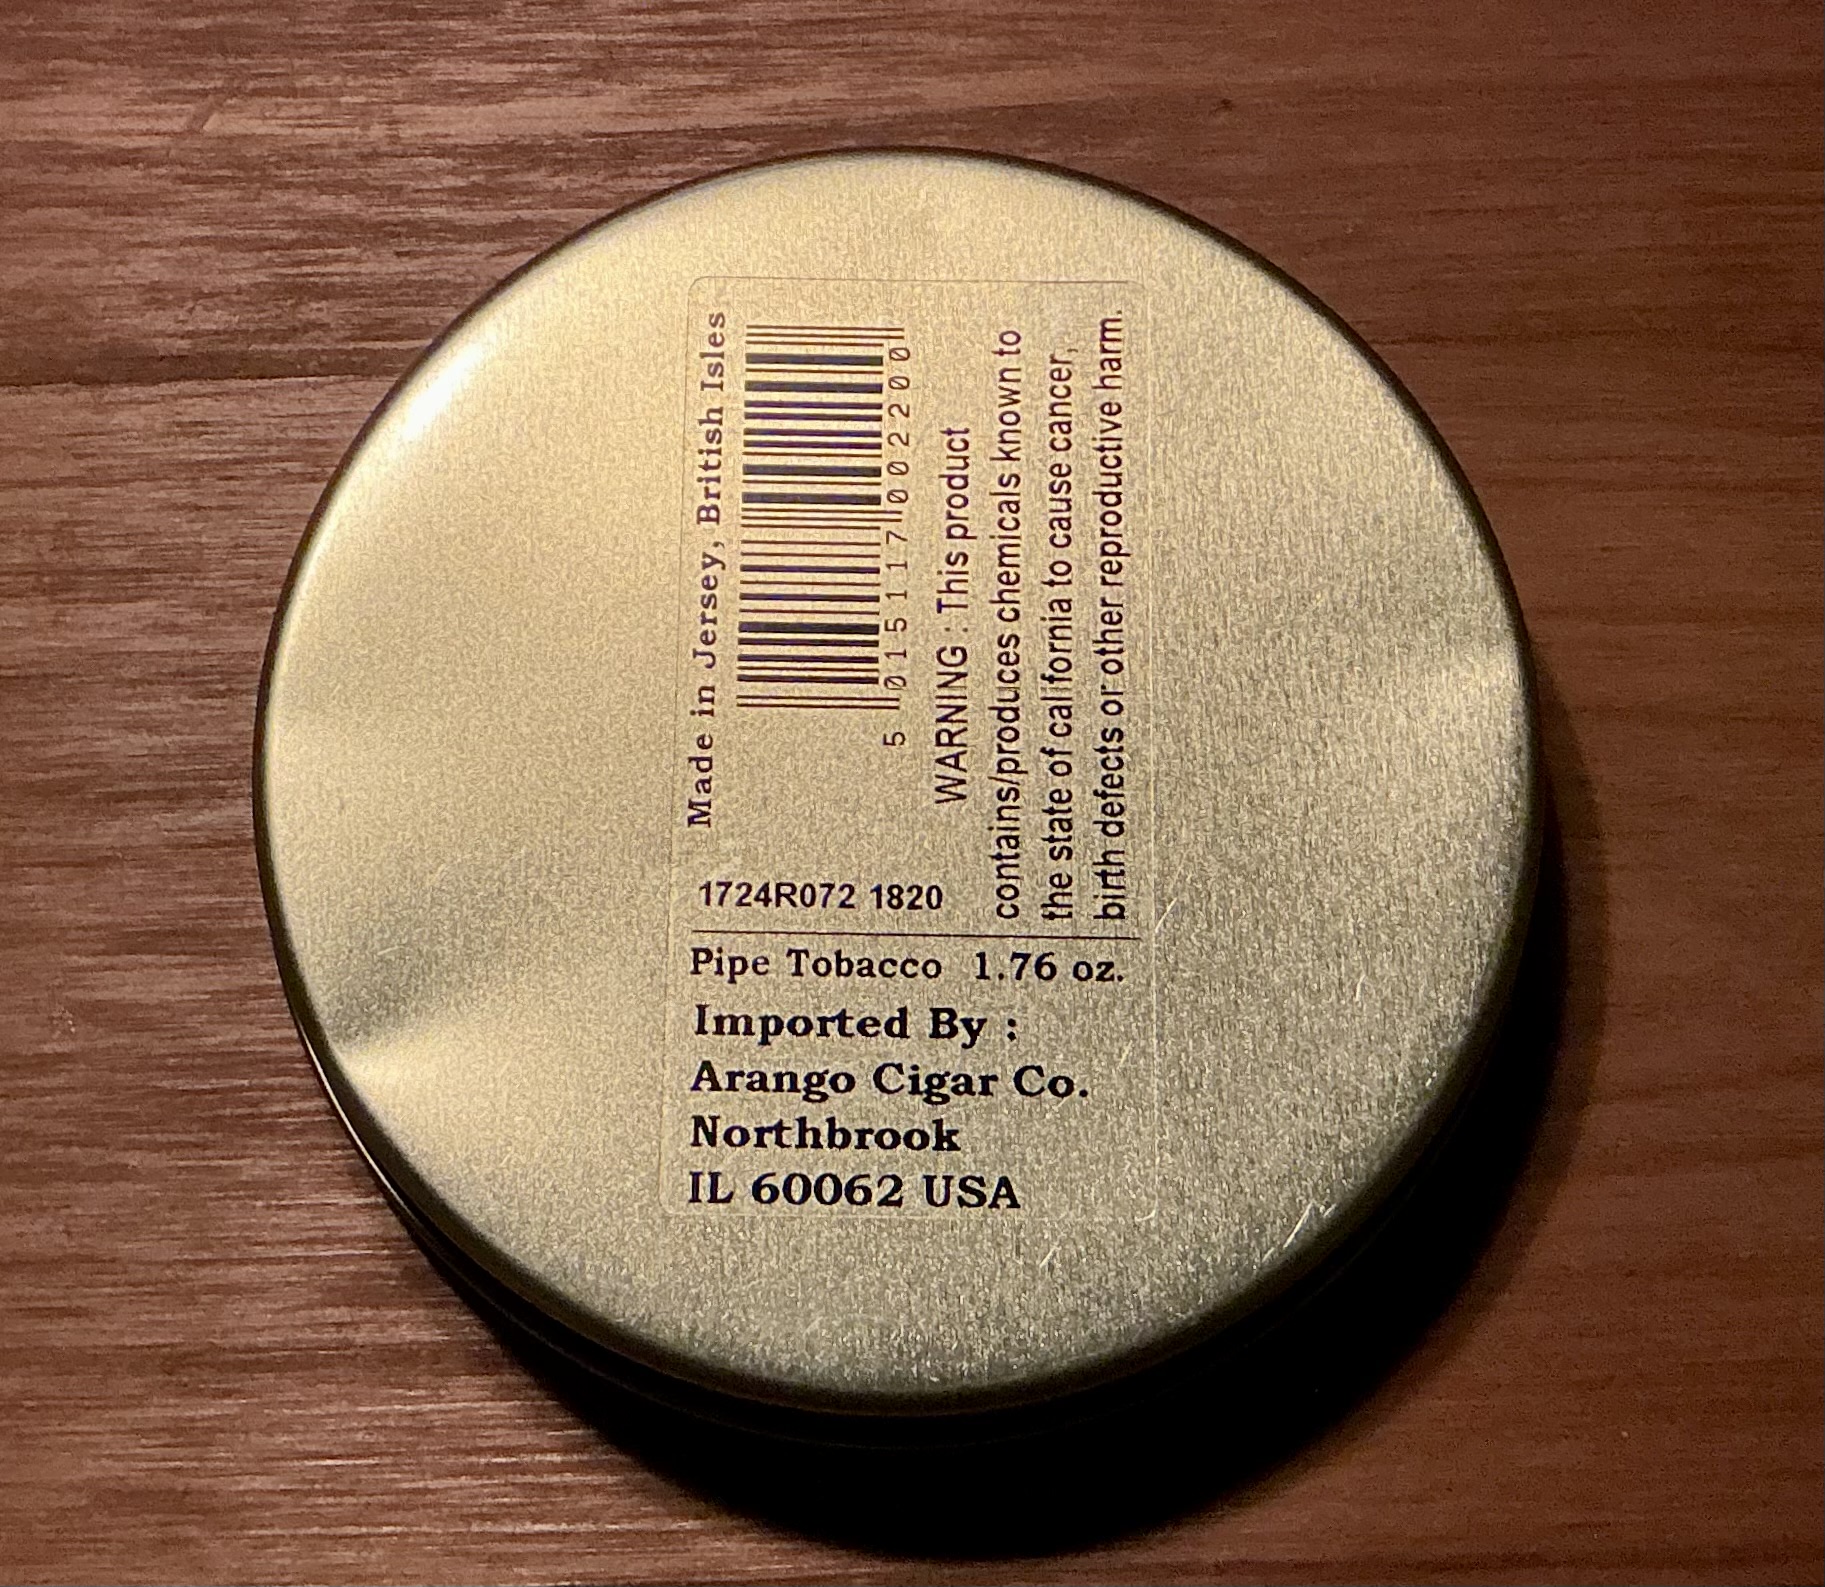 Made in Jersey, British Isles
5 015117 002200
WARNING : This product
contains/produces chemicals known to
the state of california to cause cancer,
birth defects or other reproductive harm.
1724R072 1820
Pipe Tobacco 1.76 oz.
Imported By :
Arango Cigar Co.
Northbrook
IL 60062 USA